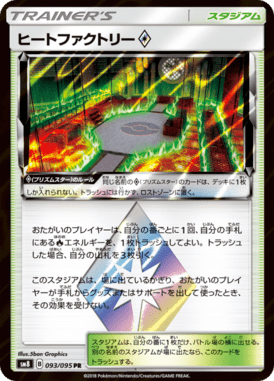 TRAINER'S
スタジアム
ヒートファクトリー◇
◇(プリズムスター)のルール
同じ名前の◇(プリズムスター)のカードは、デッキに1枚
しか入れられない。トラッシュには行かず、ロストゾーンに置く。
おたがいのプレイヤーは、自分の番ごとに1回、自分の手札
にある炎エネルギーを、1枚トラッシュしてよい。トラッシュ
した場合、自分の山札を3枚引く。
このスタジアムは、場に出ているかぎり、おたがいのプレイ
ヤーが手札からグッズまたはサポートを出して使ったとき、
その効果を受けない。
Illus.5ban Graphics
sm8
093/095 PR
スタジアムは、自分の番に1枚だけ、バトル場の横に出せる。
別の名前のスタジアムが場に出たなら、このカードを
トラッシュする。
©2018 Pokémon/Nintendo/Creatures/GAME FREAK.